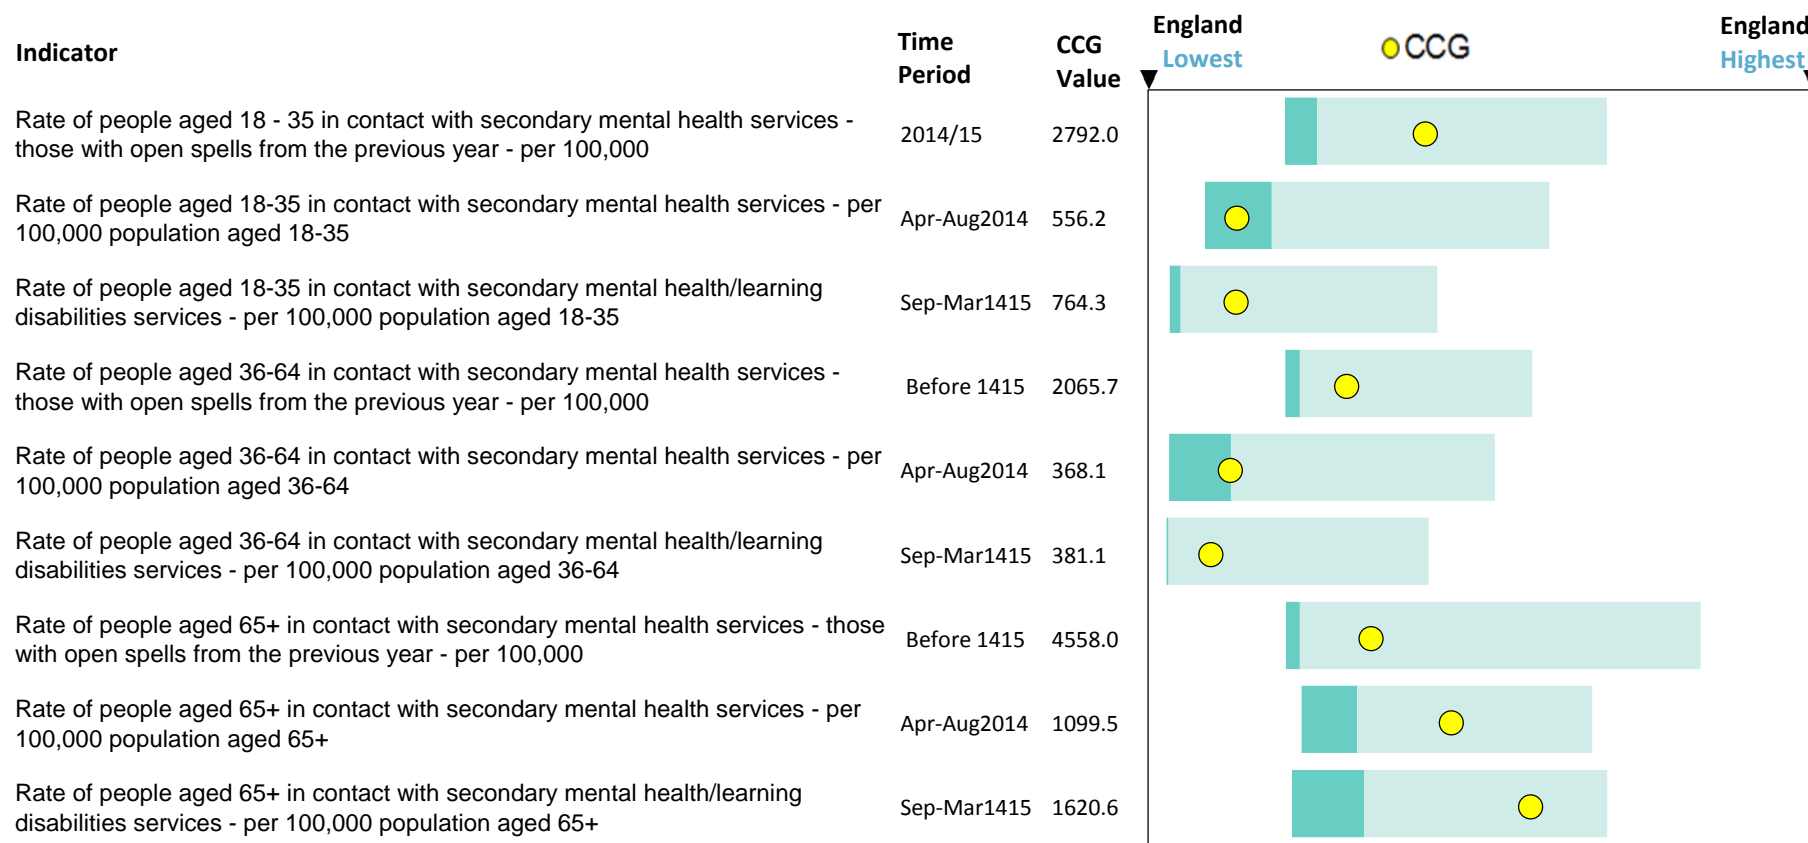 Indicator
Time
Period
CCG
Value
England
Lowest
CCG
England
Highest
Rate of people aged 18 - 35 in contact with secondary mental health services -
those with open spells from the previous year - per 100,000
2014/15
2792.0
Rate of people aged 18-35 in contact with secondary mental health services - per
100,000 population aged 18-35
Apr-Aug2014
556.2
Rate of people aged 18-35 in contact with secondary mental health/learning
disabilities services - per 100,000 population aged 18-35
Sep-Mar1415
764.3
Rate of people aged 36-64 in contact with secondary mental health services -
those with open spells from the previous year - per 100,000
Before 1415
2065.7
Rate of people aged 36-64 in contact with secondary mental health services - per
100,000 population aged 36-64
Apr-Aug2014
368.1
Rate of people aged 36-64 in contact with secondary mental health/learning
disabilities services - per 100,000 population aged 36-64
Sep-Mar1415
381.1
Rate of people aged 65+ in contact with secondary mental health services - those
with open spells from the previous year - per 100,000
Before 1415
4558.0
Rate of people aged 65+ in contact with secondary mental health services - per
100,000 population aged 65+
Apr-Aug2014
1099.5
Rate of people aged 65+ in contact with secondary mental health/learning
disabilities services - per 100,000 population aged 65+
Sep-Mar1415
1620.6